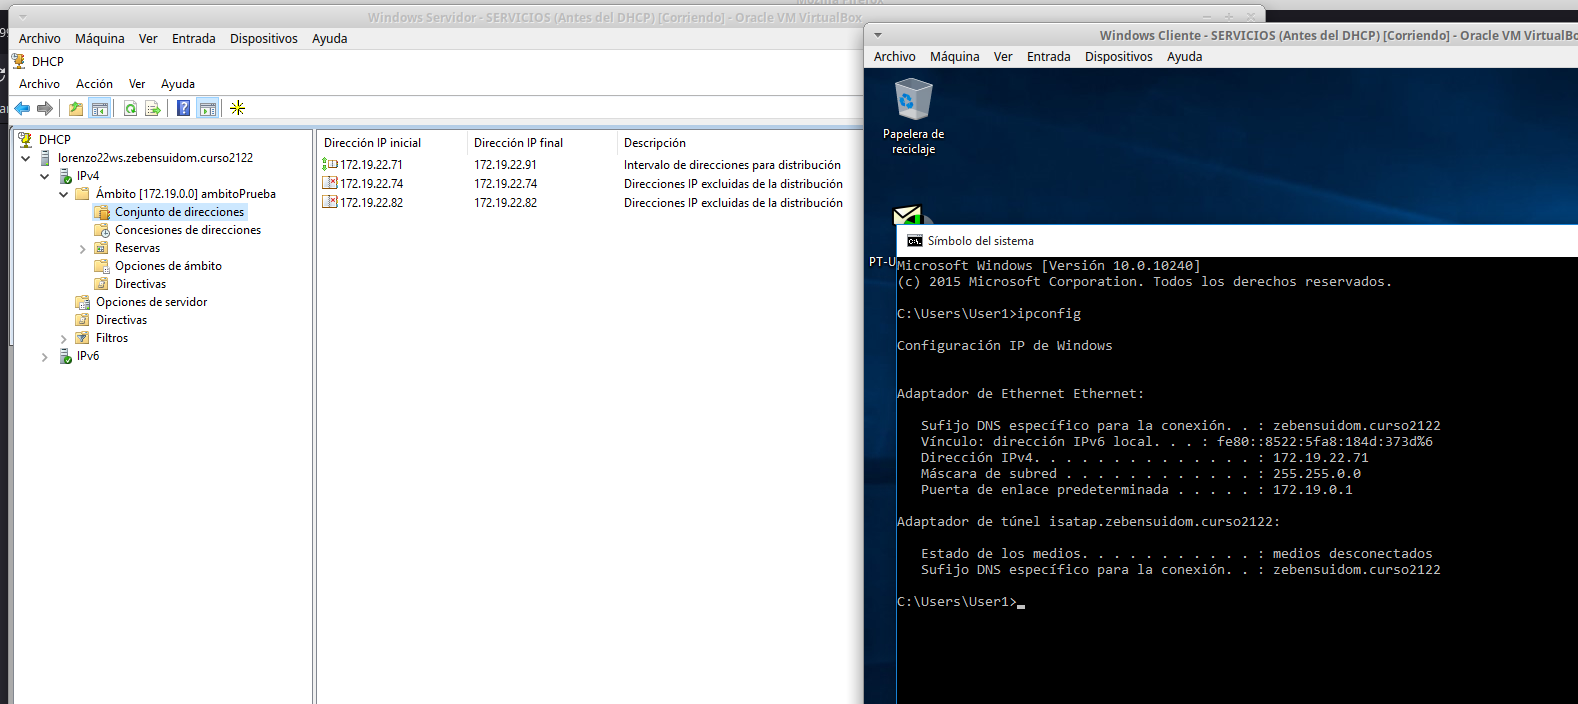 Mozilla Firefox
Windows Servidor - SERVICIOS (Antes del DHCP) [Corriendo] - Oracle VM VirtualBox
Archivo Máquina Ver Entrada Dispositivos Ayuda
DHCP
Archivo Acción Ver Ayuda
DHCP
lorenzo22ws.zebensuidom.curso2122
IPv4
Ámbito [172.19.0.0] ambitoPrueba
Conjunto de direcciones
Concesiones de direcciones
Reservas
Opciones de ámbito
Directivas
Opciones de servidor
Directivas
Filtros
IPv6
Dirección IP inicial Dirección IP final Descripción
172.19.22.71 172.19.22.91 Intervalo de direcciones para distribución
172.19.22.74 172.19.22.74 Direcciones IP excluidas de la distribución
172.19.22.82 172.19.22.82 Direcciones IP excluidas de la distribución
Windows Cliente - SERVICIOS (Antes del DHCP) [Corriendo] - Oracle VM VirtualBo
Archivo Máquina Ver Entrada Dispositivos Ayuda
Papelera de
reciclaje
PT-U
Símbolo del sistema
Microsoft Windows [Versión 10.0.10240]
(c) 2015 Microsoft Corporation. Todos los derechos reservados.
C:\Users\User1>ipconfig
Configuración IP de Windows
Adaptador de Ethernet Ethernet:
Sufijo DNS específico para la conexión. . : zebensuidom.curso2122
Vínculo: dirección IPv6 local. . . : fe80::8522:5fa8:184d:373d%6
Dirección IPv4. . . . . . . . . . . . . . : 172.19.22.71
Máscara de subred . . . . . . . . . . . . : 255.255.0.0
Puerta de enlace predeterminada . . . . . : 172.19.0.1
Adaptador de túnel isatap.zebensuidom.curso2122:
Estado de los medios. . . . . . . . . . . : medios desconectados
Sufijo DNS específico para la conexión. . : zebensuidom.curso2122
C:\Users\User1>